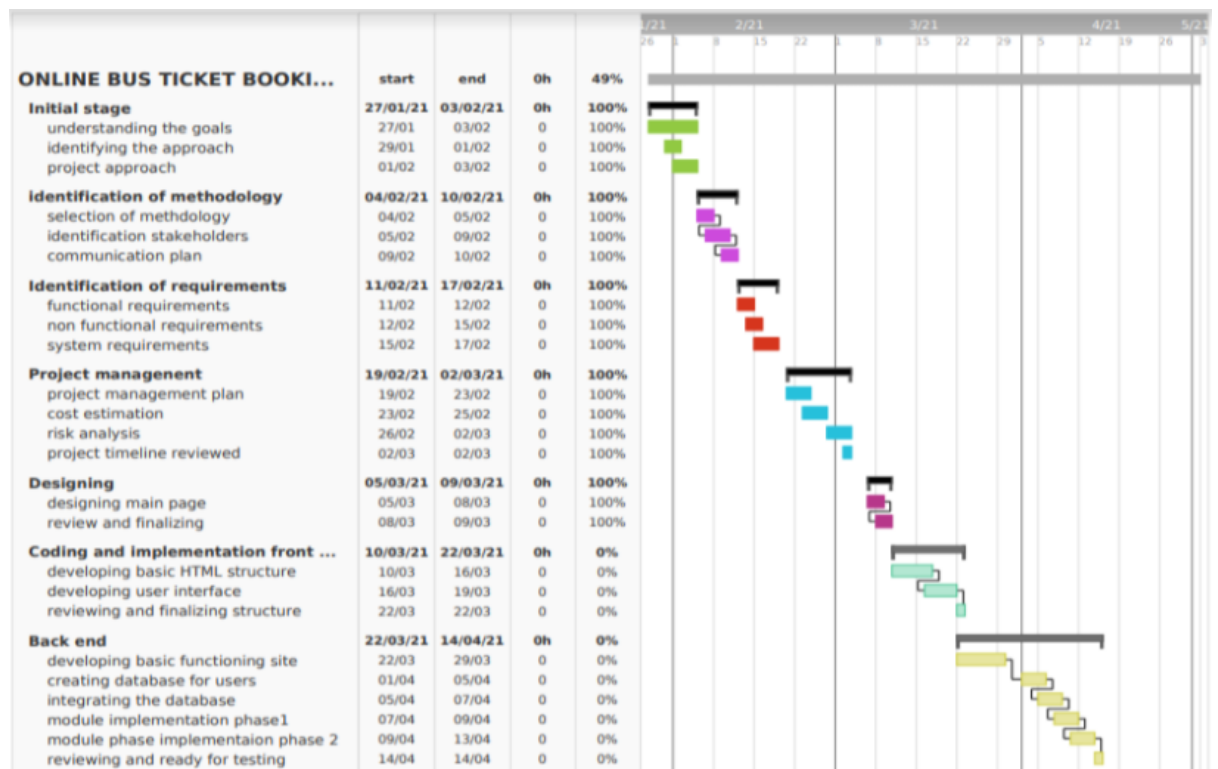 1/21 2/21 3/21 4/21 5/21
26 1 8 15 22 1 8 15 22 29 5 12 19 26 3
ONLINE BUS TICKET BOOKI... start end 0h 49%
Initial stage 27/01/21 03/02/21 0h 100%
understanding the goals 27/01 03/02 0 100%
identifying the approach 29/01 01/02 0 100%
project approach 01/02 03/02 0 100%
identification of methodology 04/02/21 10/02/21 0h 100%
selection of methdology 04/02 05/02 0 100%
identification stakeholders 05/02 09/02 0 100%
communication plan 09/02 10/02 0 100%
Identification of requirements 11/02/21 17/02/21 0h 100%
functional requirements 11/02 12/02 0 100%
non functional requirements 12/02 15/02 0 100%
system requirements 15/02 17/02 0 100%
Project managenent 19/02/21 02/03/21 0h 100%
project management plan 19/02 23/02 0 100%
cost estimation 23/02 25/02 0 100%
risk analysis 26/02 02/03 0 100%
project timeline reviewed 02/03 02/03 0 100%
Designing 05/03/21 09/03/21 0h 100%
designing main page 05/03 08/03 0 100%
review and finalizing 08/03 09/03 0 100%
Coding and implementation front ... 10/03/21 22/03/21 0h 0%
developing basic HTML structure 10/03 16/03 0 0%
developing user interface 16/03 19/03 0 0%
reviewing and finalizing structure 22/03 22/03 0 0%
Back end 22/03/21 14/04/21 0h 0%
developing basic functioning site 22/03 29/03 0 0%
creating database for users 01/04 05/04 0 0%
integrating the database 05/04 07/04 0 0%
module implementation phase1 07/04 09/04 0 0%
module phase implementaion phase 2 09/04 13/04 0 0%
reviewing and ready for testing 14/04 14/04 0 0%